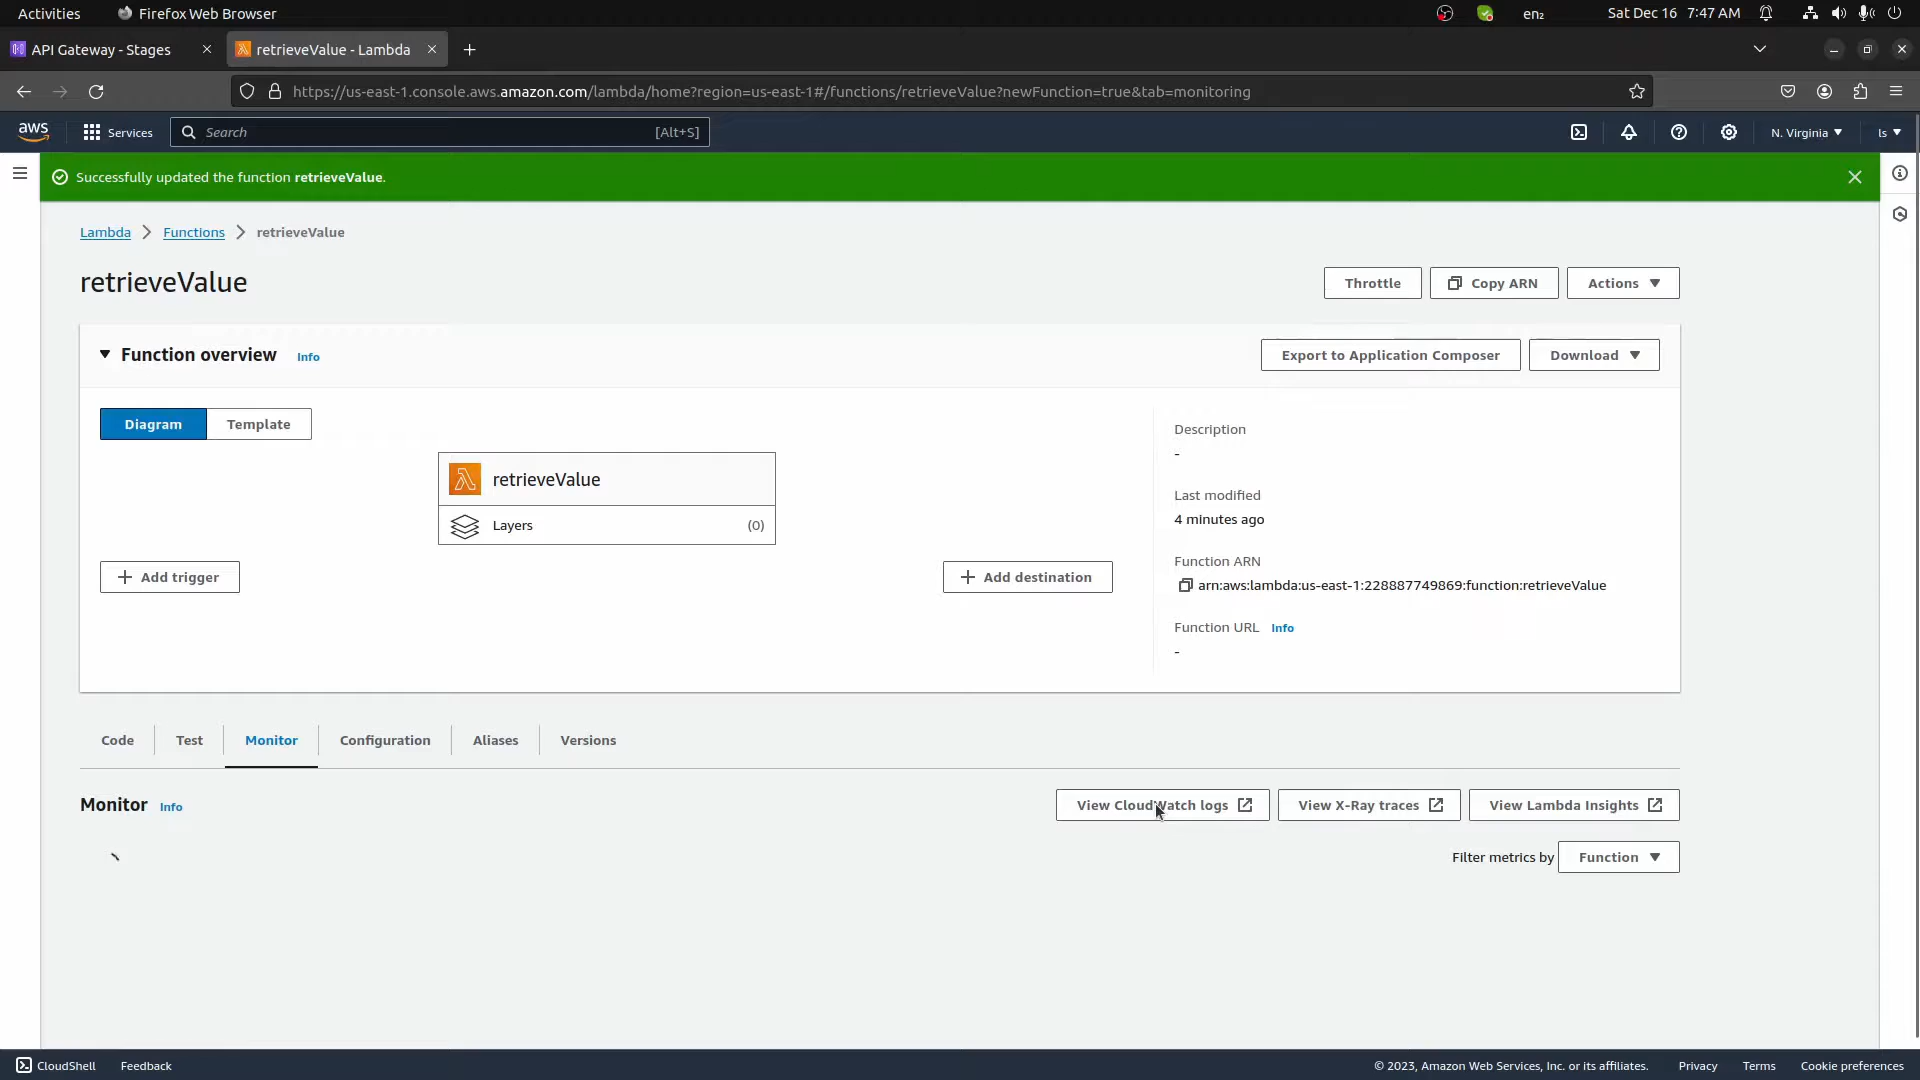 Activities
Firefox Web Browser
en₂
Sat Dec 16 7:47 AM
API Gateway - Stages
retrieveValue - Lambda
https://us-east-1.console.aws.amazon.com/lambda/home?region=us-east-1#/functions/retrieveValue?newFunction=true&tab=monitoring
aws
Services
Search
[Alt+S]
N. Virginia
ls
Successfully updated the function retrieveValue.
Lambda
Functions
retrieveValue
retrieveValue
Throttle
Copy ARN
Actions
Function overview
Info
Export to Application Composer
Download
Diagram
Template
retrieveValue
Layers
(0)
Add trigger
Add destination
Description
-
Last modified
4 minutes ago
Function ARN
arn:aws:lambda:us-east-1:228887749869:function:retrieveValue
Function URL Info
-
Code
Test
Monitor
Configuration
Aliases
Versions
Monitor
Info
View CloudWatch logs
View X-Ray traces
View Lambda Insights
Filter metrics by
Function
CloudShell
Feedback
© 2023, Amazon Web Services, Inc. or its affiliates.
Privacy
Terms
Cookie preferences